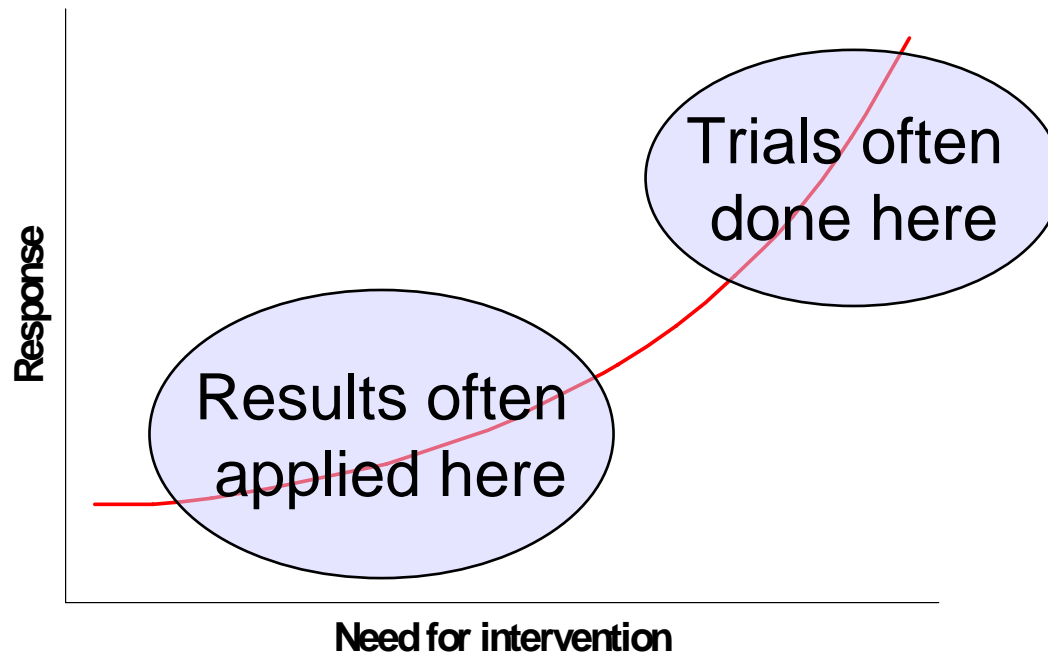 Trials often
done here
Response
Results often
applied here
Need for intervention